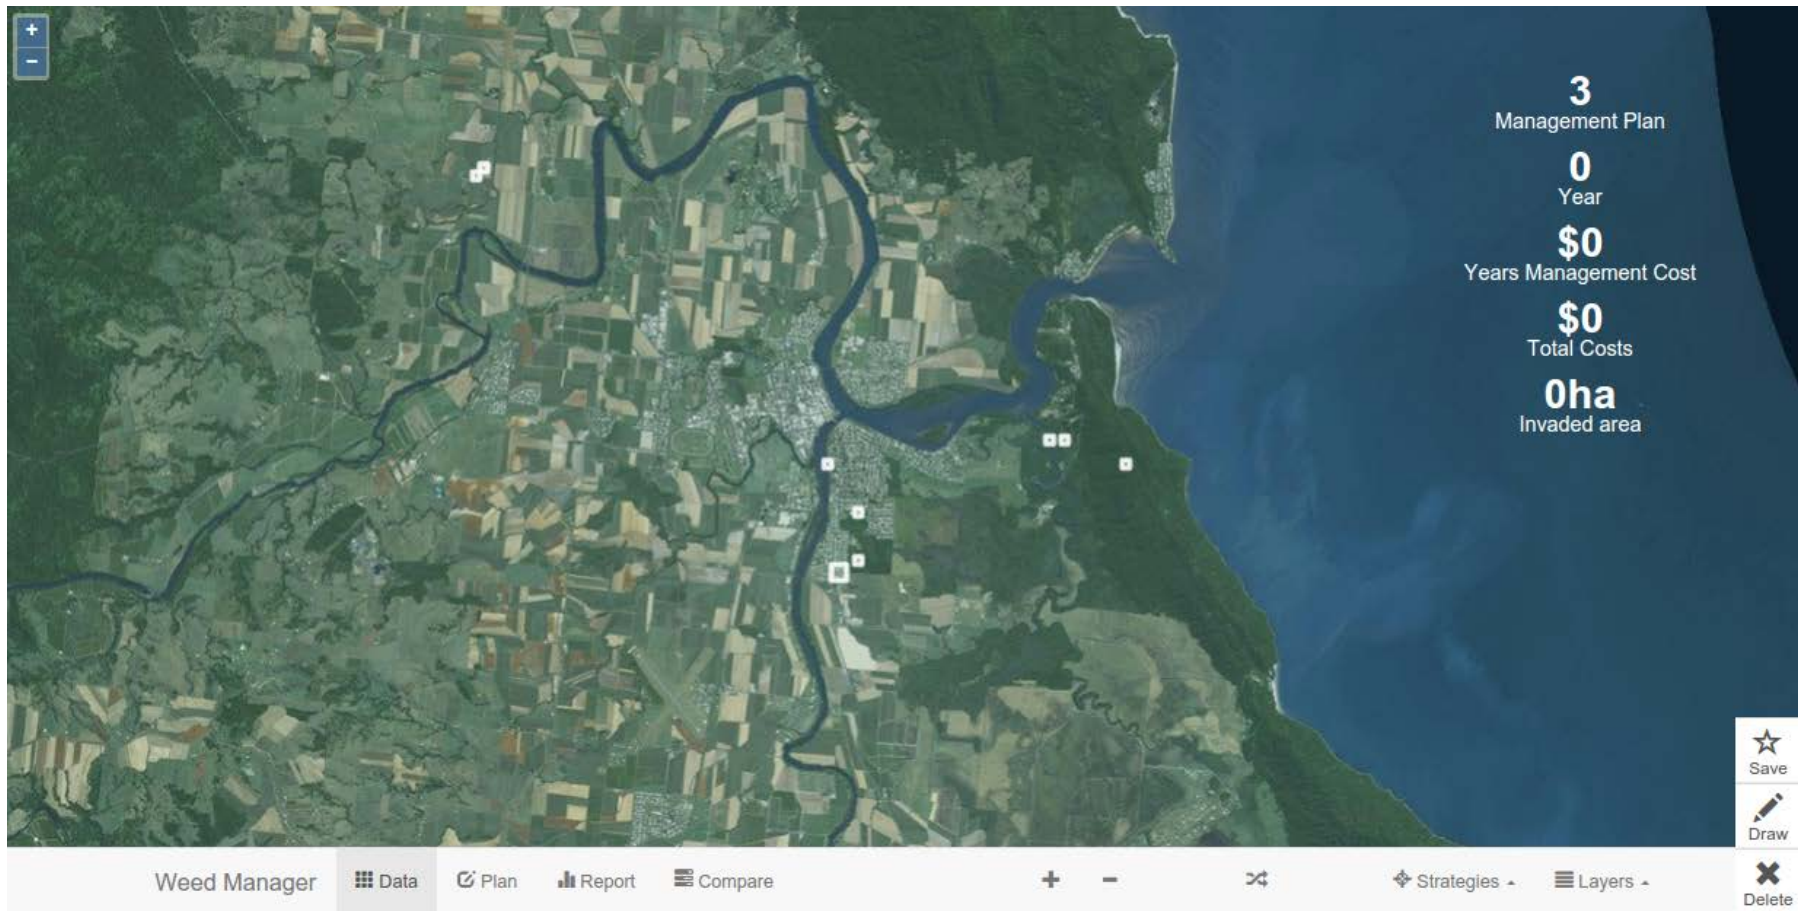 +
−
3
Management Plan
0
Year
$0
Years Management Cost
$0
Total Costs
0ha
Invaded area
Save
Draw
Delete
Weed Manager Data Plan Report Compare + − Strategies Layers